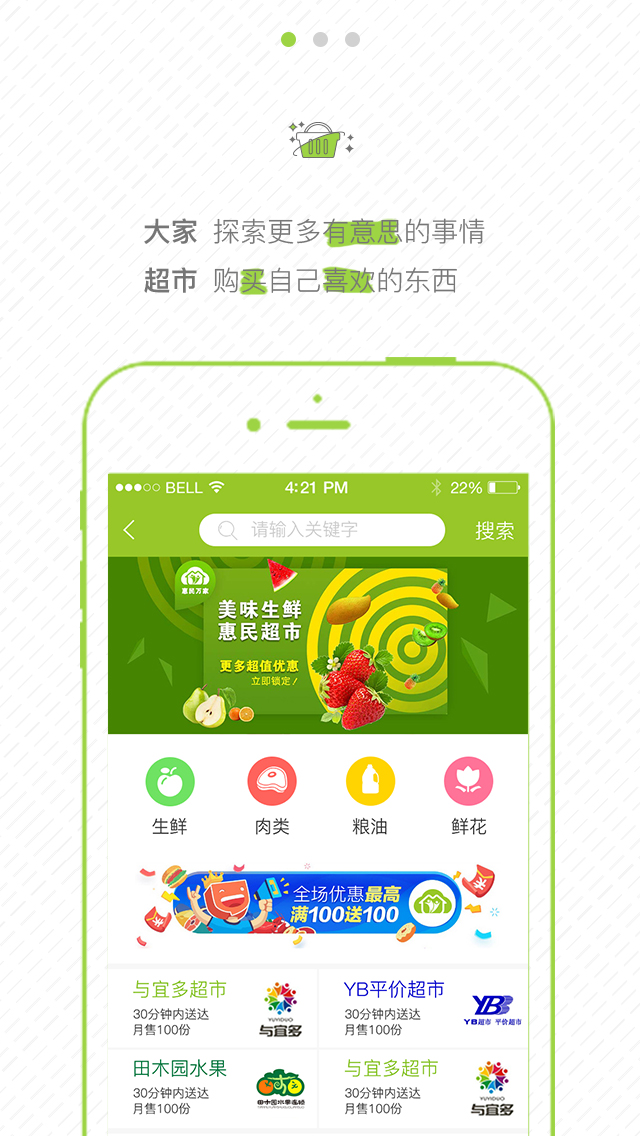 大家 探索更多有意思的事情
超市 购买自己喜欢的东西
BELL 4:21 PM 22%
请输入关键字 搜索
惠民万家
美味生鲜
惠民超市
更多超值优惠
立即锁定！
生鲜 肉类 粮油 鲜花
全场优惠最高
满100送100
与宜多超市
30分钟内送达
月售100份
YUYIDUO
与宜多
YB平价超市
30分钟内送达
月售100份
YB
YB超市 平价超市
田木园水果
30分钟内送达
月售100份
与宜多超市
30分钟内送达
月售100份
YUYIDUO
与宜多